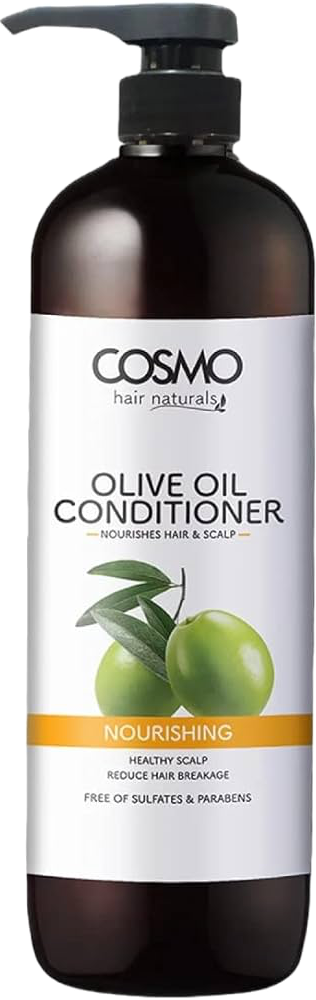 COSMO
hair naturals
OLIVE OIL
CONDITIONER
NOURISHES HAIR & SCALP
NOURISHING
HEALTHY SCALP
REDUCE HAIR BREAKAGE
FREE OF SULFATES & PARABENS